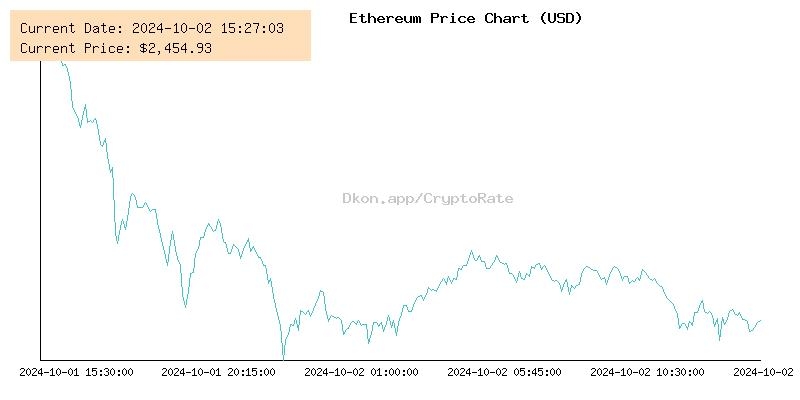 Ethereum Price Chart (USD)
Current Date: 2024-10-02 15:27:03
Current Price: $2,454.93
Dkon.app/CryptoRate
2024-10-01 15:30:00 2024-10-01 20:15:00 2024-10-02 01:00:00 2024-10-02 05:45:00 2024-10-02 10:30:00 2024-10-02